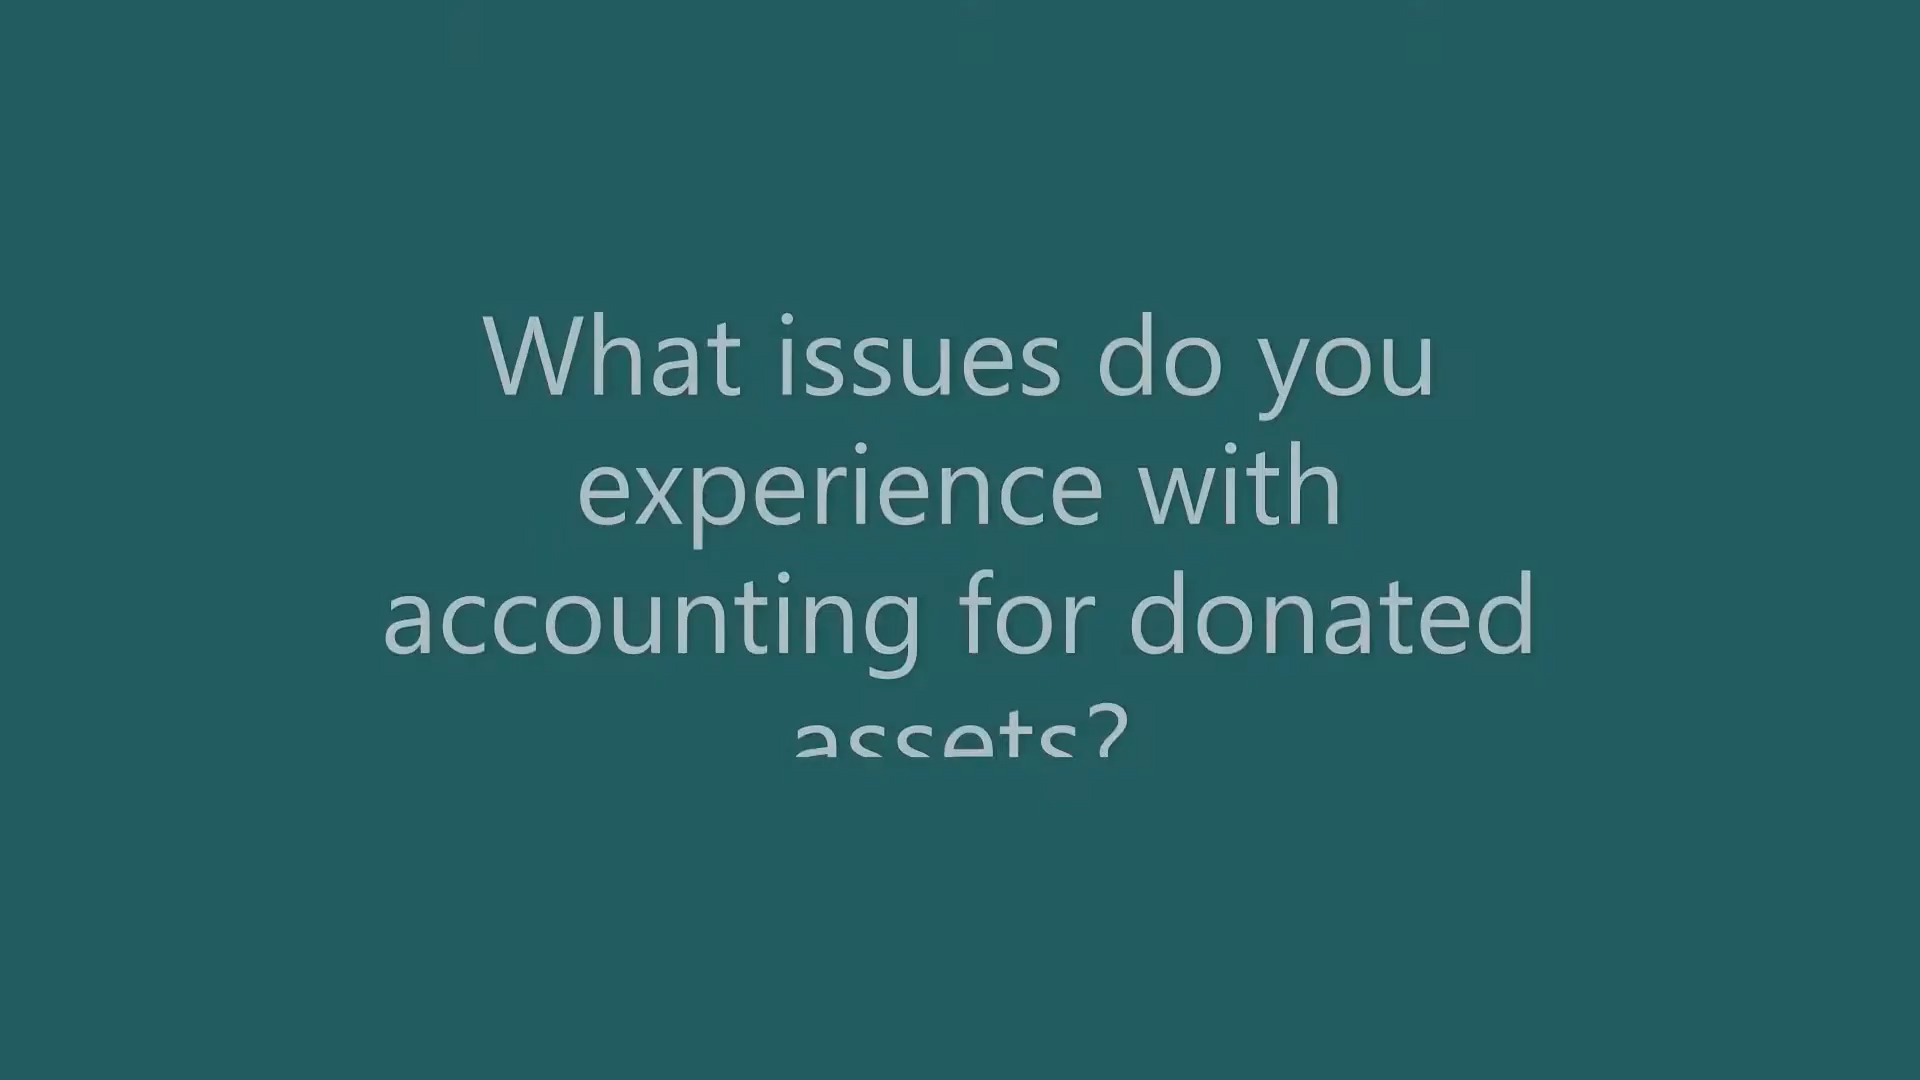 What issues do you
experience with
accounting for donated
assets?